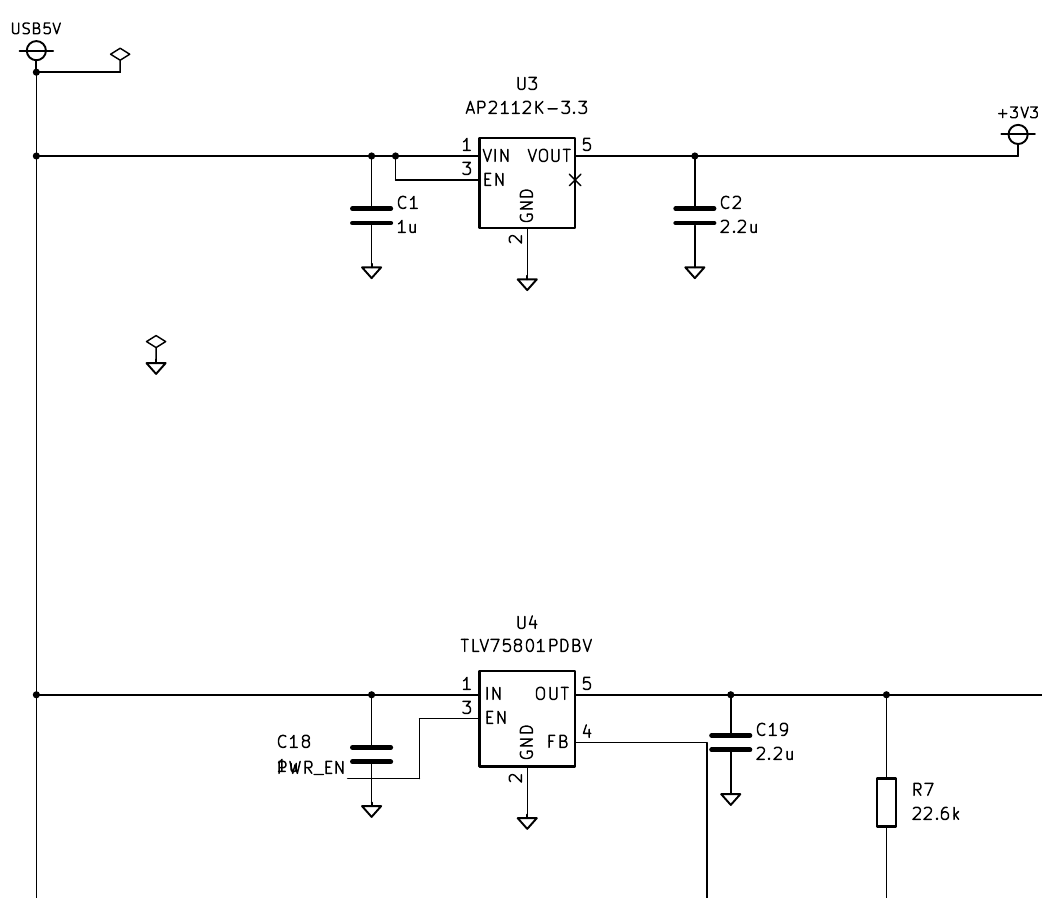 USB5V
U3
AP2112K-3.3
+3V3
1
VIN
VOUT
5
3
EN
GND
2
C1
1u
C2
2.2u
U4
TLV75801PDBV
1
IN
OUT
5
3
EN
GND
FB
4
2
C18
1u
PWR_EN
C19
2.2u
R7
22.6k